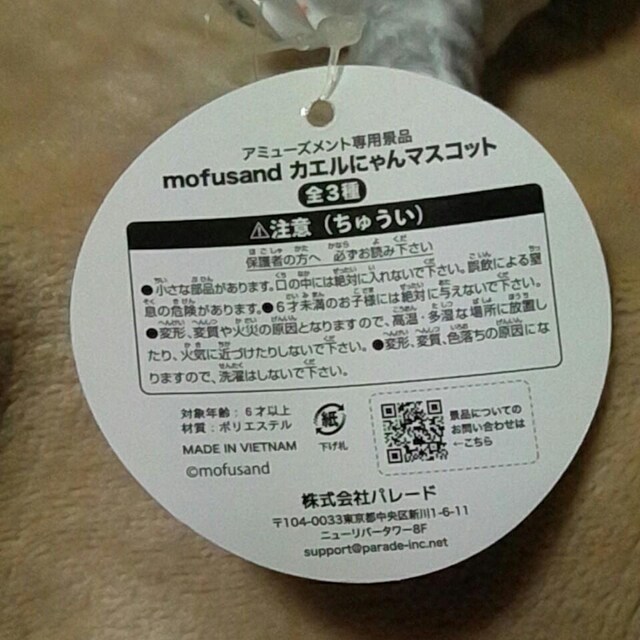 アミューズメント専用景品
mofusand カエルにゃんマスコット
全3種
⚠注意（ちゅうい）
保護者の方へ 必ずお読み下さい
●小さな部品があります。口の中には絶対に入れないで下さい。誤飲による窒
息の危険があります。●6才未満のお子様には絶対に与えないで下さい。
●変形、変質や火災の原因となりますので、高温・多湿な場所に放置し
たり、火気に近づけたりしないで下さい。●変形、変質、色落ちの原因にな
りますので、洗濯はしないで下さい。
対象年齢：6才以上
材質：ポリエステル
MADE IN VIETNAM
©mofusand
紙
下げ札
景品についての
お問い合わせは
←こちら
株式会社パレード
〒104-0033東京都中央区新川1-6-11
ニューリバータワー8F
support@parade-inc.net